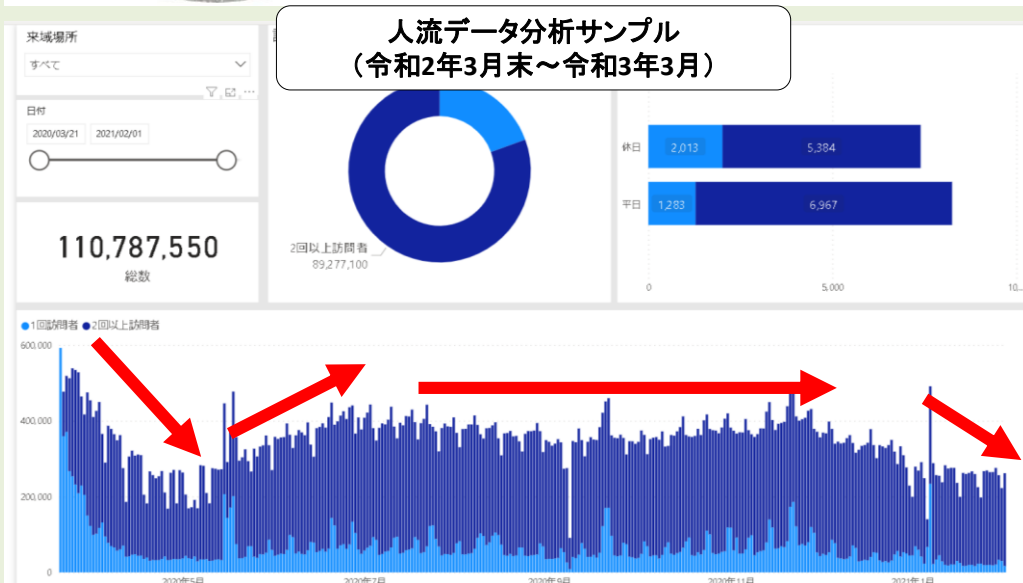 人流データ分析サンプル
（令和2年3月末～令和3年3月）
来域場所
すべて
日付
2020/03/21 2021/02/01
110,787,550
総数
2回以上訪問者
89,277,100
休日 2,013 5,384
平日 1,283 6,967
0 5,000 10...
●1回訪問者 ●2回以上訪問者
600,000
400,000
200,000
0
2020年5月 2020年7月 2020年9月 2020年11月 2021年1月